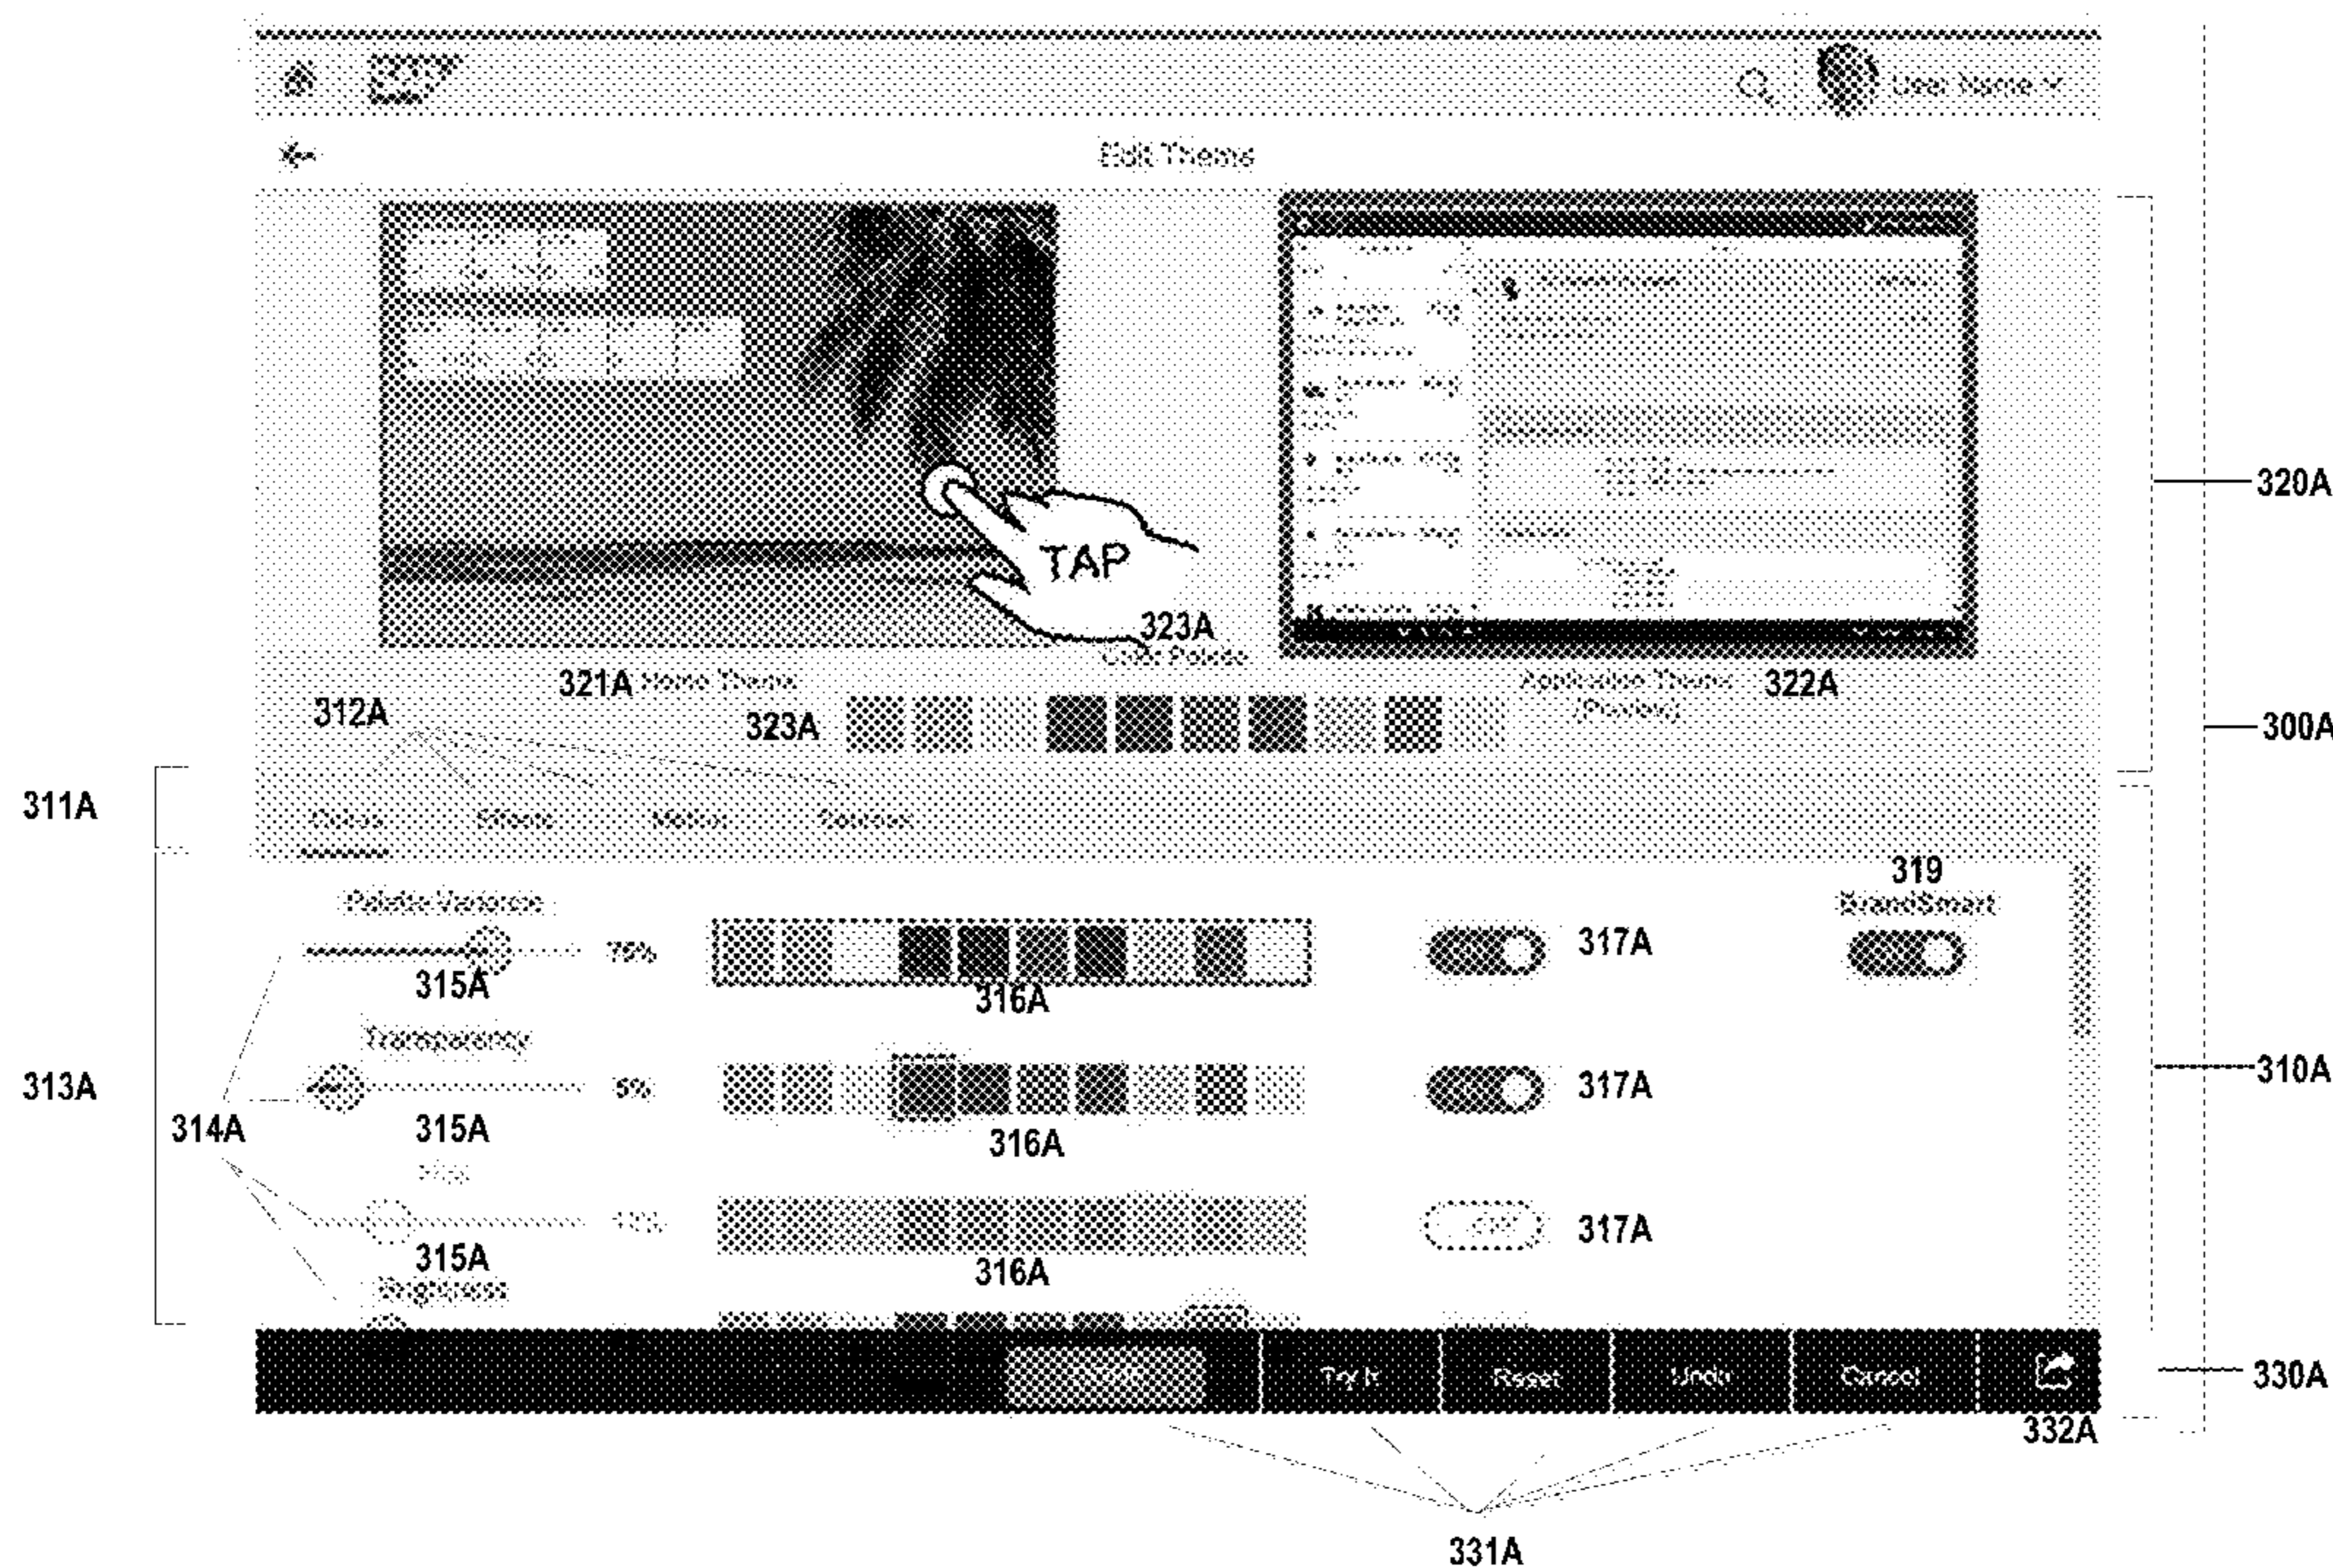 User Name
Edit Theme
320A
TAP
323A
Color Palette
321A Home Theme
Application Theme 322A
(Preview)
312A
323A
300A
311A
Colors Effects Motion Sources
319
BrandSmart
Palette Variance
75%
317A
315A
316A
Transparency
313A
5%
317A
310A
314A
315A
316A
317A
315A
316A
Brightness
Try It Reset Undo Cancel
330A
332A
331A